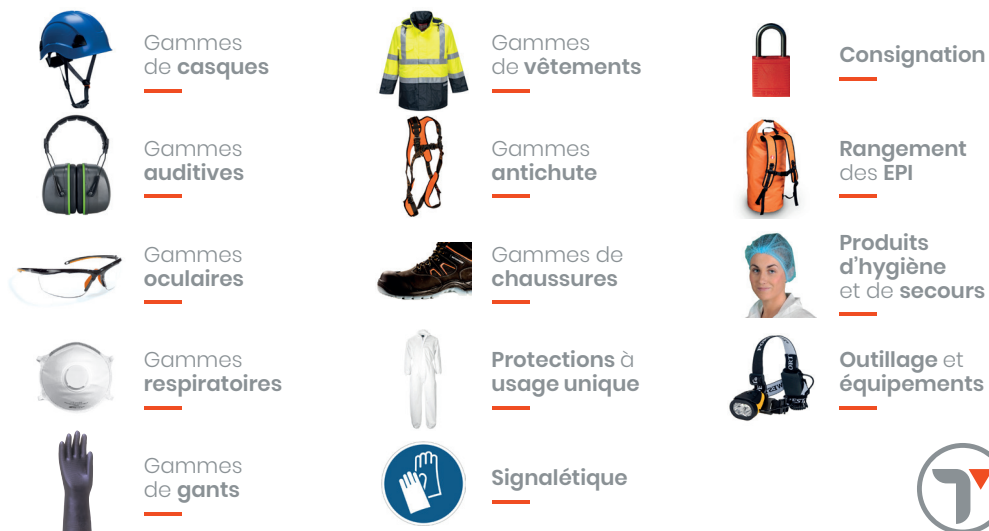 Gammes
de casques
Gammes
auditives
Gammes
oculaires
Gammes
respiratoires
Gammes
de gants
Gammes
de vêtements
Gammes
antichute
Gammes de
chaussures
Protections à
usage unique
Signalétique
Consignation
Rangement
des EPI
Produits
d'hygiène
et de secours
Outillage et
équipements